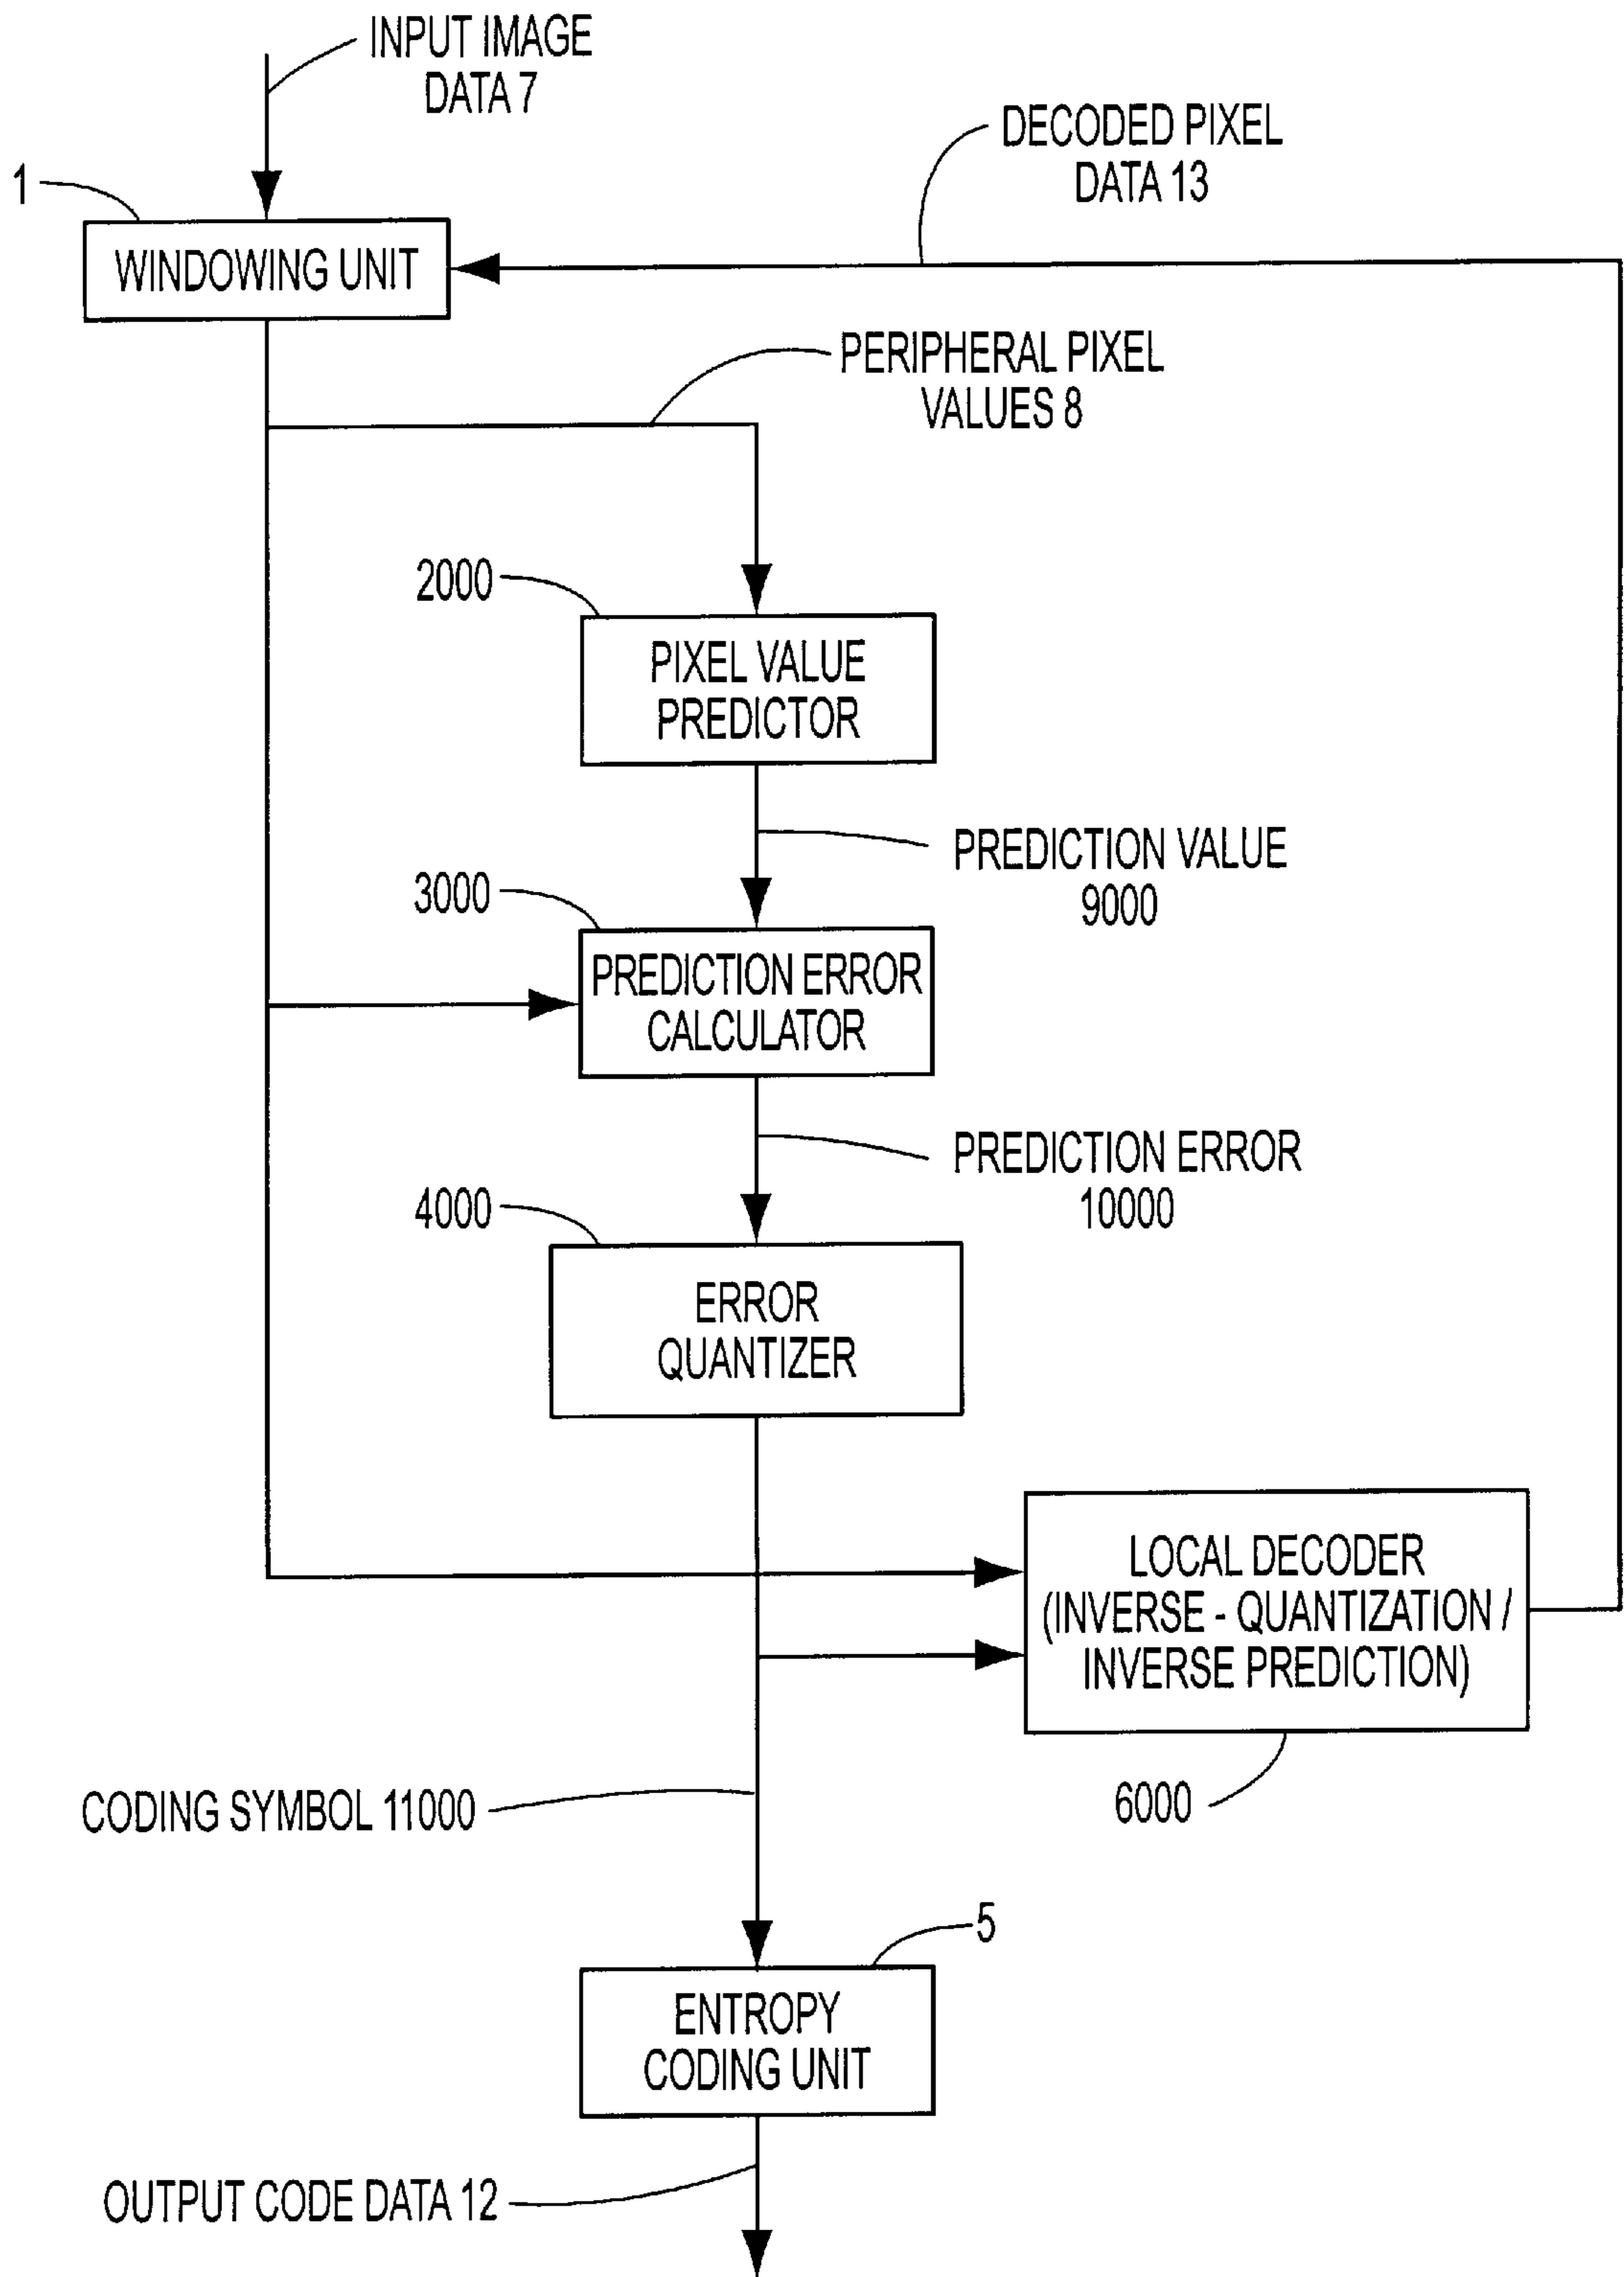 INPUT IMAGE
DATA 7
DECODED PIXEL
DATA 13
1
WINDOWING UNIT
PERIPHERAL PIXEL
VALUES 8
2000
PIXEL VALUE
PREDICTOR
PREDICTION VALUE
9000
3000
PREDICTION ERROR
CALCULATOR
PREDICTION ERROR
10000
4000
ERROR
QUANTIZER
LOCAL DECODER
(INVERSE - QUANTIZATION /
INVERSE PREDICTION)
6000
CODING SYMBOL 11000
5
ENTROPY
CODING UNIT
OUTPUT CODE DATA 12